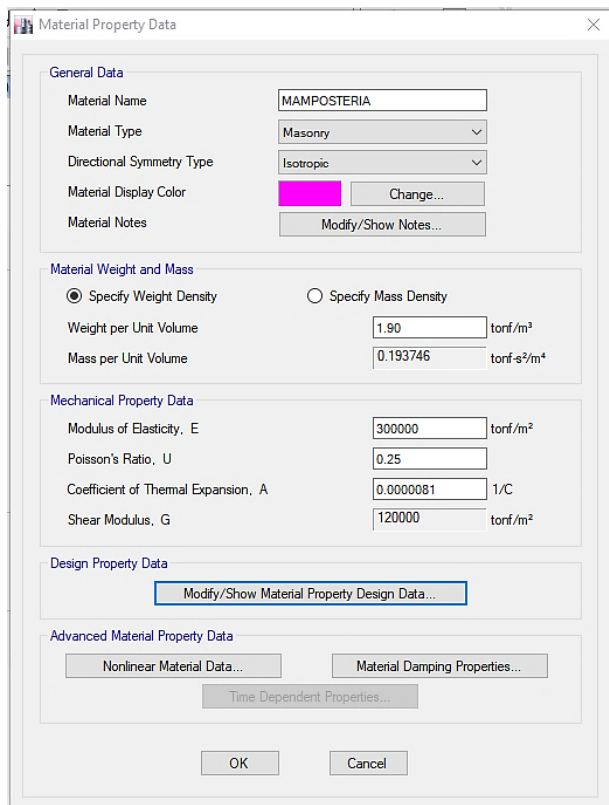 Material Property Data
General Data
Material Name MAMPOSTERIA
Material Type Masonry
Directional Symmetry Type Isotropic
Material Display Color Change...
Material Notes Modify/Show Notes...
Material Weight and Mass
Specify Weight Density Specify Mass Density
Weight per Unit Volume 1.90 tonf/m³
Mass per Unit Volume 0.193746 tonf-s²/m⁴
Mechanical Property Data
Modulus of Elasticity, E 300000 tonf/m²
Poisson's Ratio, U 0.25
Coefficient of Thermal Expansion, A 0.0000081 1/C
Shear Modulus, G 120000 tonf/m²
Design Property Data
Modify/Show Material Property Design Data...
Advanced Material Property Data
Nonlinear Material Data... Material Damping Properties...
Time Dependent Properties...
OK Cancel